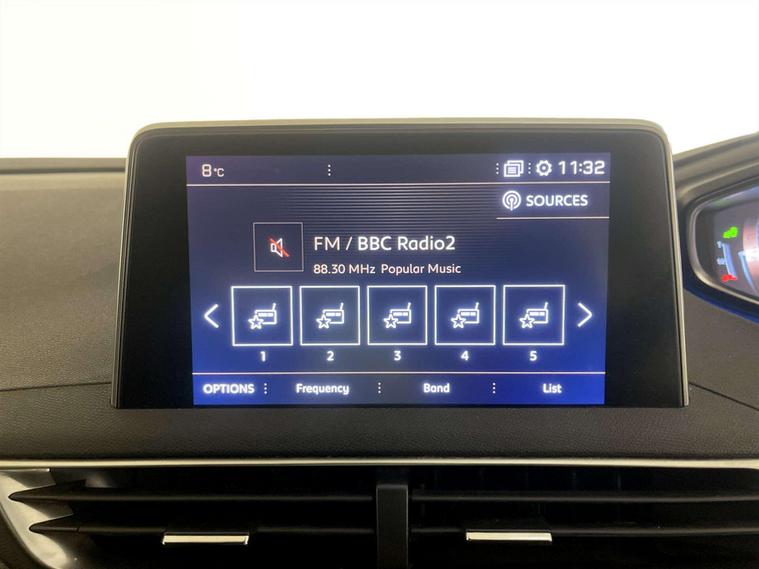 8°C 11:32
SOURCES
FM / BBC Radio2
88.30 MHz Popular Music
1 2 3 4 5
OPTIONS Frequency Band List